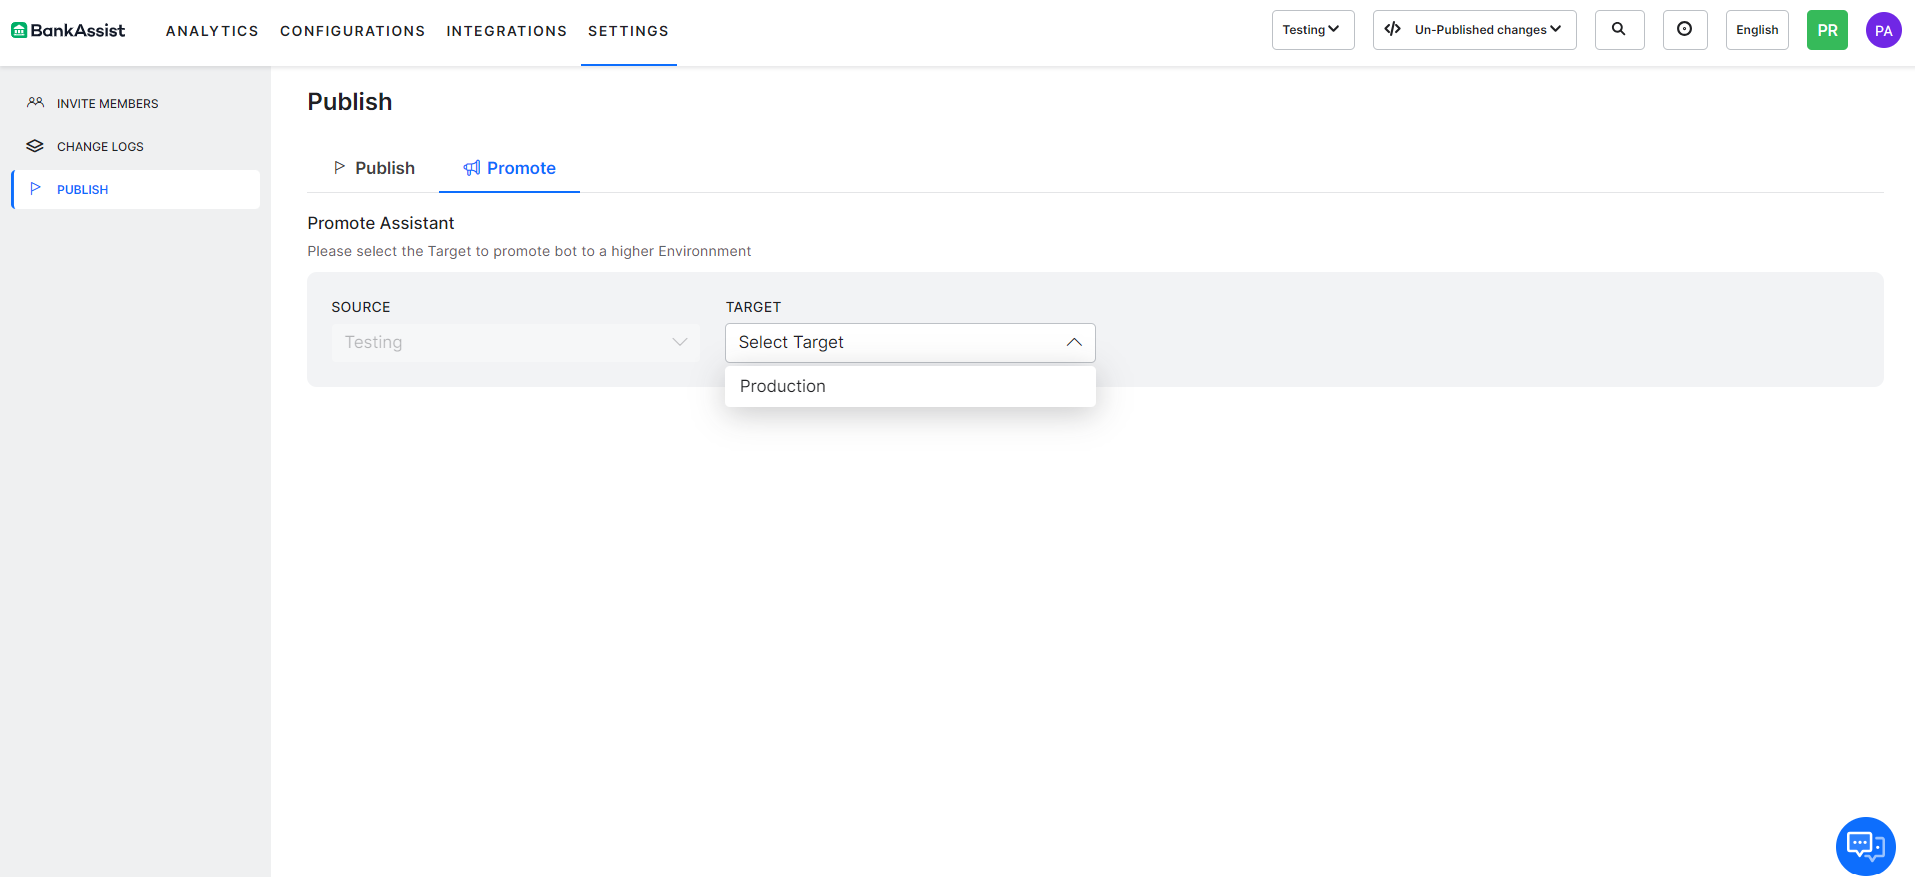 BankAssist ANALYTICS CONFIGURATIONS INTEGRATIONS SETTINGS Testing Un-Published changes English PR PA
INVITE MEMBERS
CHANGE LOGS
PUBLISH
Publish
Publish Promote
Promote Assistant
Please select the Target to promote bot to a higher Environnment
SOURCE TARGET
Testing Select Target
Production